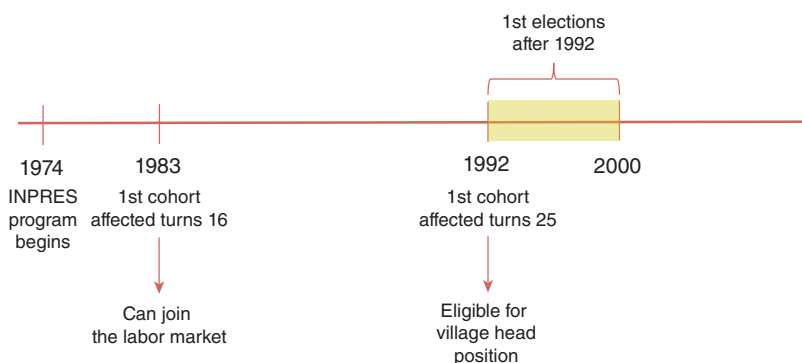 1st elections
after 1992
1974
1983
1992
2000
INPRES
program
begins
1st cohort
affected turns 16
1st cohort
affected turns 25
Can join
the labor market
Eligible for
village head
position